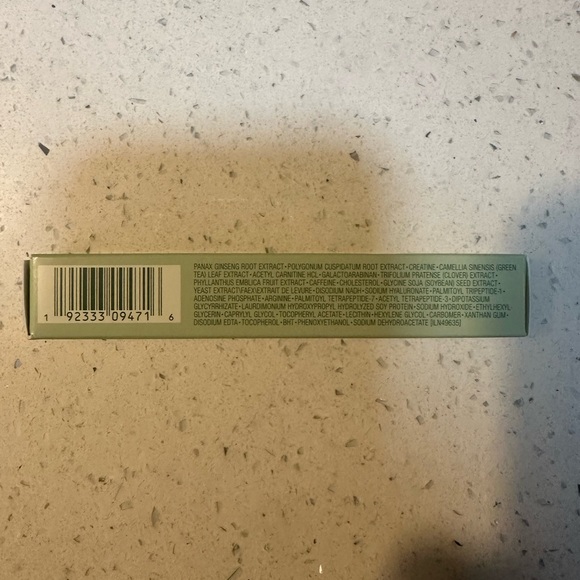 PANAX GINSENG ROOT EXTRACT•POLYGONUM CUSPIDATUM ROOT EXTRACT•CREATINE•CAMELLIA SINENSIS (GREEN
TEA) LEAF EXTRACT•ACETYL CARNITINE HCL•GALACTOARABINAN•TRIFOLIUM PRATENSE (CLOVER) EXTRACT•
PHYLLANTHUS EMBLICA FRUIT EXTRACT•CAFFEINE•CHOLESTEROL•GLYCINE SOJA (SOYBEAN) SEED EXTRACT•
YEAST EXTRACT\FAEX\EXTRAIT DE LEVURE•DISODIUM NADH•SODIUM HYALURONATE•PALMITOYL TRIPEPTIDE-1•
ADENOSINE PHOSPHATE•ARGININE•PALMITOYL TETRAPEPTIDE-7•ACETYL TETRAPEPTIDE-3•DIPOTASSIUM
GLYCYRRHIZATE•LAURDIMONIUM HYDROXYPROPYL HYDROLYZED SOY PROTEIN•SODIUM HYDROXIDE•ETHYLHEXYL-
GLYCERIN•CAPRYLYL GLYCOL•TOCOPHERYL ACETATE•LECITHIN•HEXYLENE GLYCOL•CARBOMER•XANTHAN GUM•
DISODIUM EDTA•TOCOPHEROL•BHT•PHENOXYETHANOL•SODIUM DEHYDROACETATE [ILN49635]
1 92333 09471 6